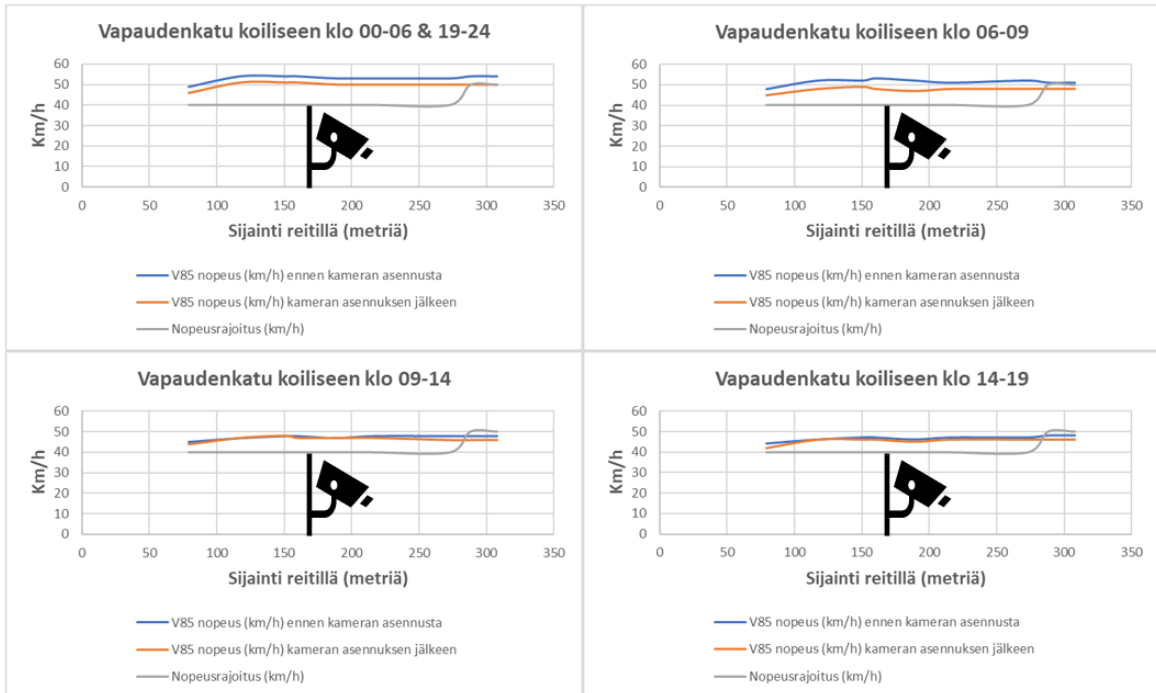 Vapaudenkatu koiliseen klo 00-06 & 19-24
60
50
40
30
20
10
0
Km/h
0 50 100 150 200 250 300 350
Sijainti reitillä (metriä)
V85 nopeus (km/h) ennen kameran asennusta
V85 nopeus (km/h) kameran asennuksen jälkeen
Nopeusrajoitus (km/h)
Vapaudenkatu koiliseen klo 06-09
60
50
40
30
20
10
0
Km/h
0 50 100 150 200 250 300 350
Sijainti reitillä (metriä)
V85 nopeus (km/h) ennen kameran asennusta
V85 nopeus (km/h) kameran asennuksen jälkeen
Nopeusrajoitus (km/h)
Vapaudenkatu koiliseen klo 09-14
60
50
40
30
20
10
0
Km/h
0 50 100 150 200 250 300 350
Sijainti reitillä (metriä)
V85 nopeus (km/h) ennen kameran asennusta
V85 nopeus (km/h) kameran asennuksen jälkeen
Nopeusrajoitus (km/h)
Vapaudenkatu koiliseen klo 14-19
60
50
40
30
20
10
0
Km/h
0 50 100 150 200 250 300 350
Sijainti reitillä (metriä)
V85 nopeus (km/h) ennen kameran asennusta
V85 nopeus (km/h) kameran asennuksen jälkeen
Nopeusrajoitus (km/h)